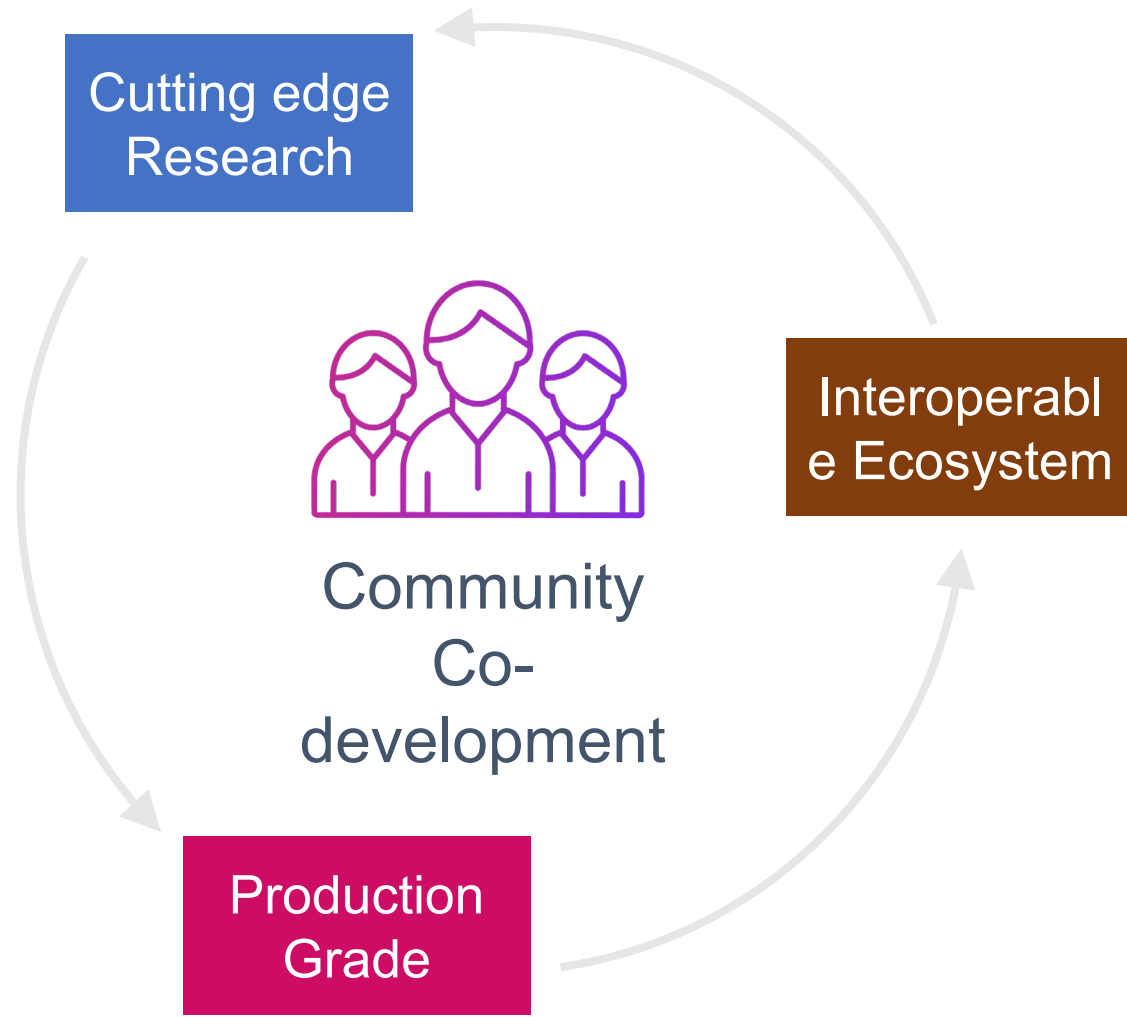 Cutting edge
Research
Interoperabl
e Ecosystem
Community
Co-
development
Production
Grade